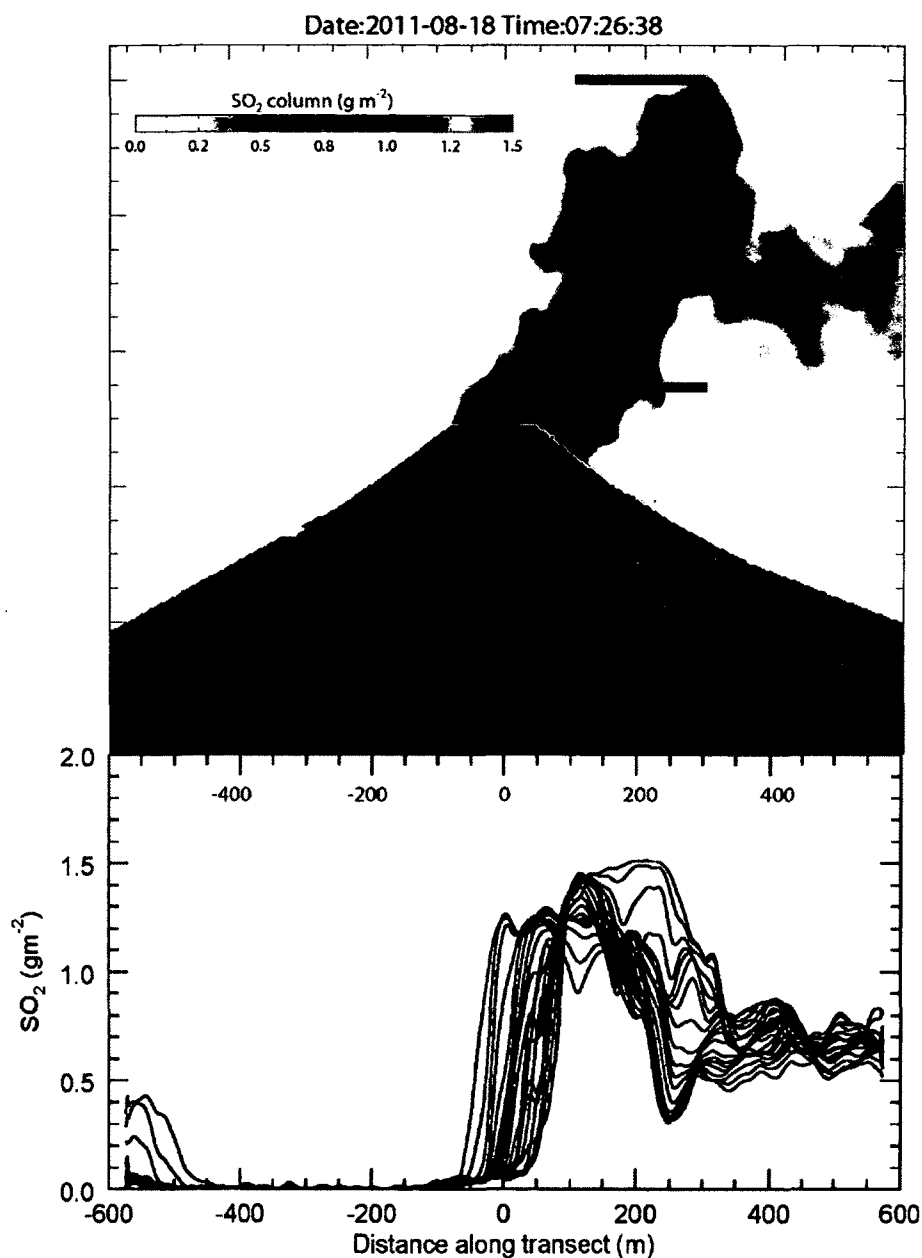 Date:2011-08-18 Time:07:26:38
SO2 column (g m-2)
0.0 0.2 0.5 0.8 1.0 1.2 1.5
2.0
-400 -200 0 200 400
1.5
1.0
0.5
0.0
SO2 (gm-2)
-600 -400 -200 0 200 400 600
Distance along transect (m)